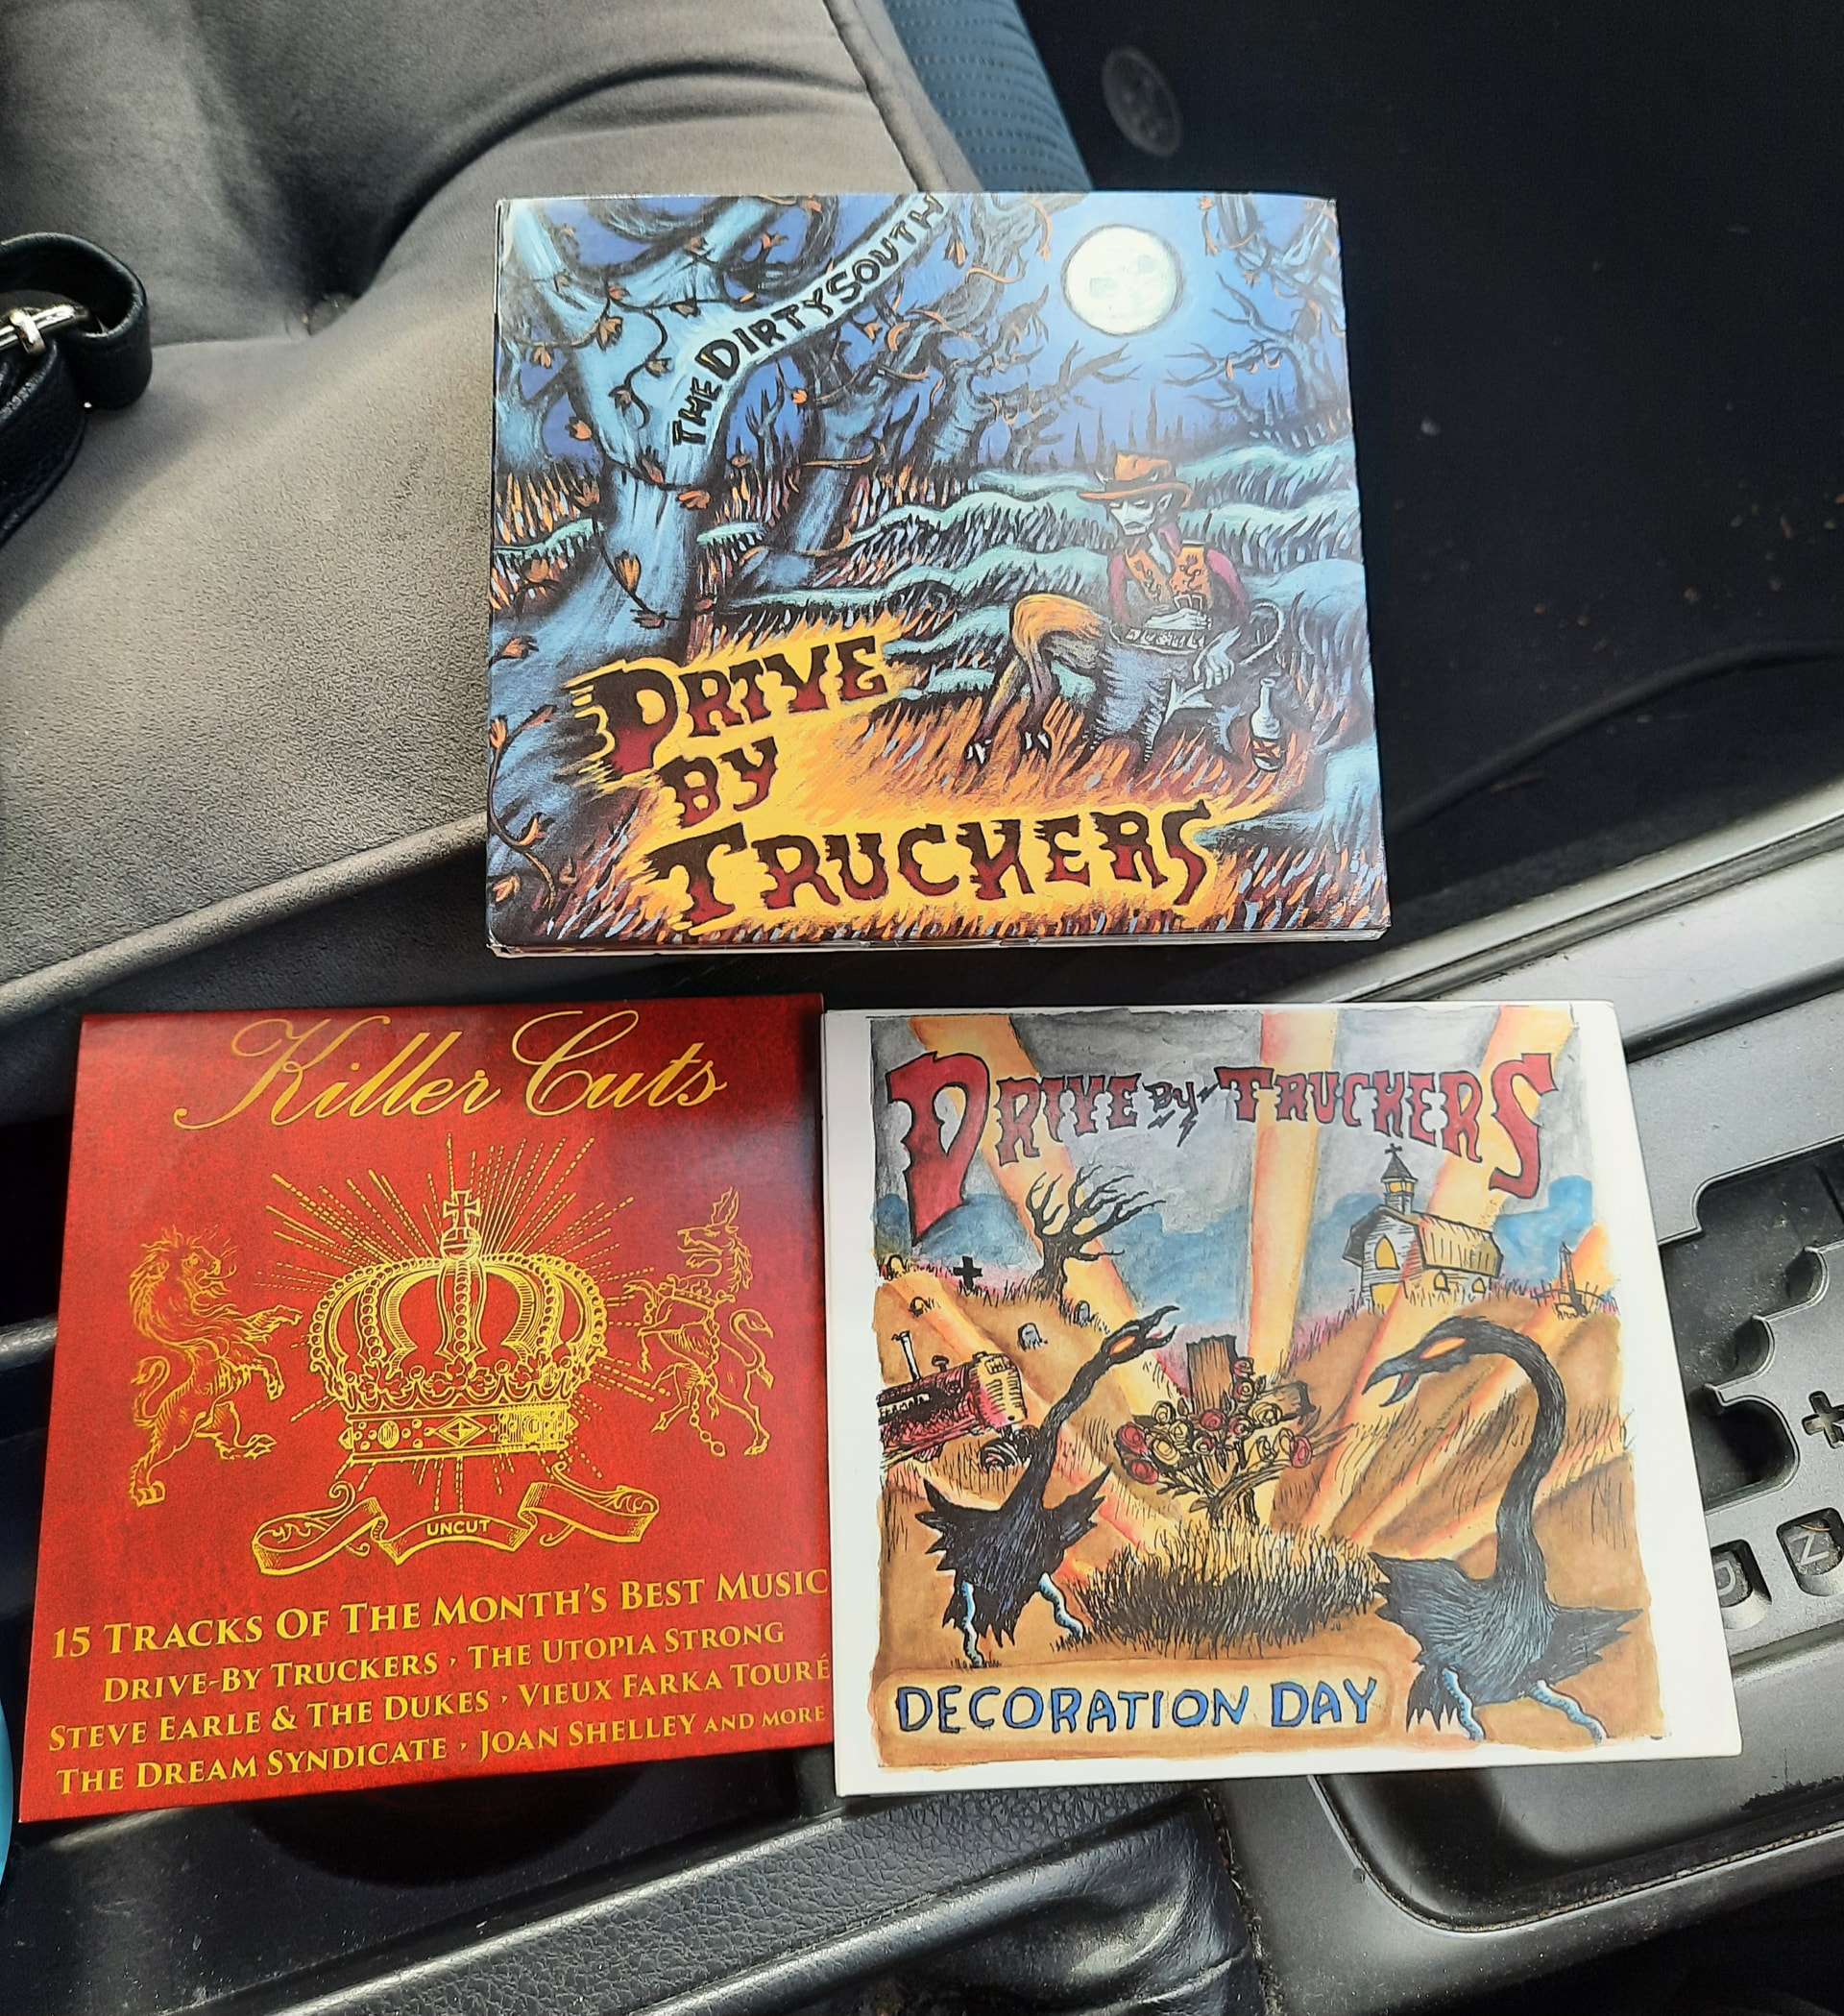 THE DIRTY SOUTH
DRIVE
BY
TRUCKERS
Killer Cuts
UNCUT
15 TRACKS OF THE MONTH'S BEST MUSIC
DRIVE-BY TRUCKERS · THE UTOPIA STRONG
STEVE EARLE & THE DUKES · VIEUX FARKA TOURÉ
THE DREAM SYNDICATE · JOAN SHELLEY AND MORE
DRIVE-BY-TRUCKERS
DECORATION DAY
+
N